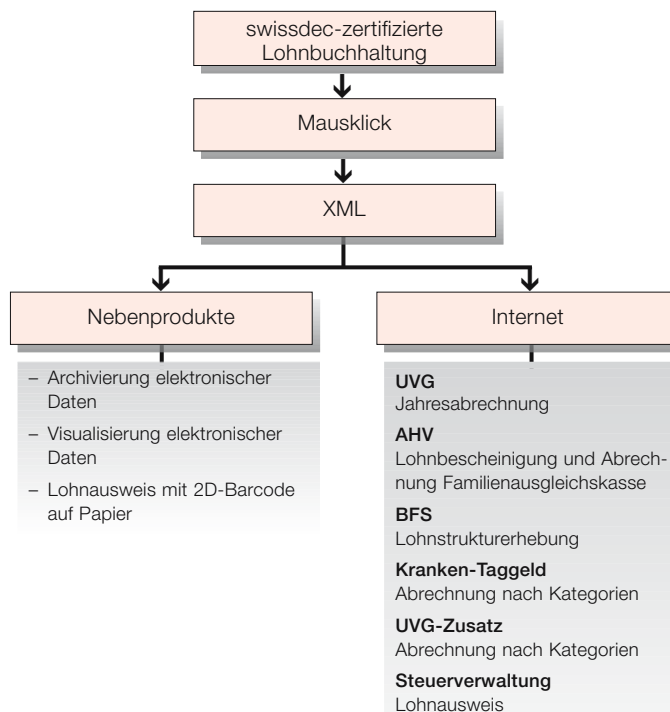 swissdec-zertifizierte
Lohnbuchhaltung
Mausklick
XML
Nebenprodukte
– Archivierung elektronischer
Daten
– Visualisierung elektronischer
Daten
– Lohnausweis mit 2D-Barcode
auf Papier
Internet
UVG
Jahresabrechnung
AHV
Lohnbescheinigung und Abrech-
nung Familienausgleichskasse
BFS
Lohnstrukturerhebung
Kranken-Taggeld
Abrechnung nach Kategorien
UVG-Zusatz
Abrechnung nach Kategorien
Steuerverwaltung
Lohnausweis